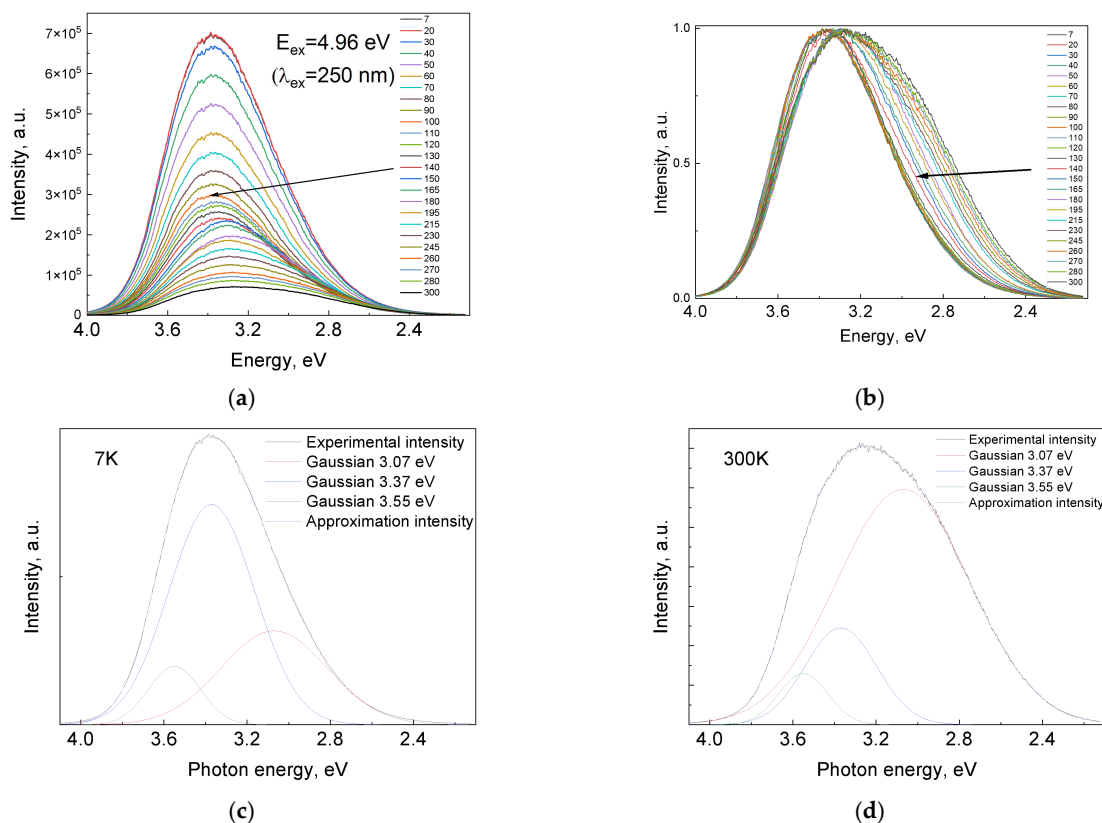 7×10⁵
6×10⁵
5×10⁵
4×10⁵
3×10⁵
2×10⁵
1×10⁵
0
Intensity, a.u.
4.0 3.6 3.2 2.8 2.4
Energy, eV
Eex=4.96 eV
(λex=250 nm)
7
20
30
40
50
60
70
80
90
100
110
120
130
140
150
165
180
195
215
230
245
260
270
280
300
(a)
1.0
0.5
0.0
Intensity, a.u.
4.0 3.6 3.2 2.8 2.4
Energy, eV
7
20
30
40
50
60
70
80
90
100
110
120
130
140
150
165
180
195
215
230
245
260
270
280
300
(b)
7K
Experimental intensity
Gaussian 3.07 eV
Gaussian 3.37 eV
Gaussian 3.55 eV
Approximation intensity
Intensity, a.u.
4.0 3.6 3.2 2.8 2.4
Photon energy, eV
(c)
300K
Experimental intensity
Gaussian 3.07 eV
Gaussian 3.37 eV
Gaussian 3.55 eV
Approximation intensity
Intensity, a.u.
4.0 3.6 3.2 2.8 2.4
Photon energy, eV
(d)